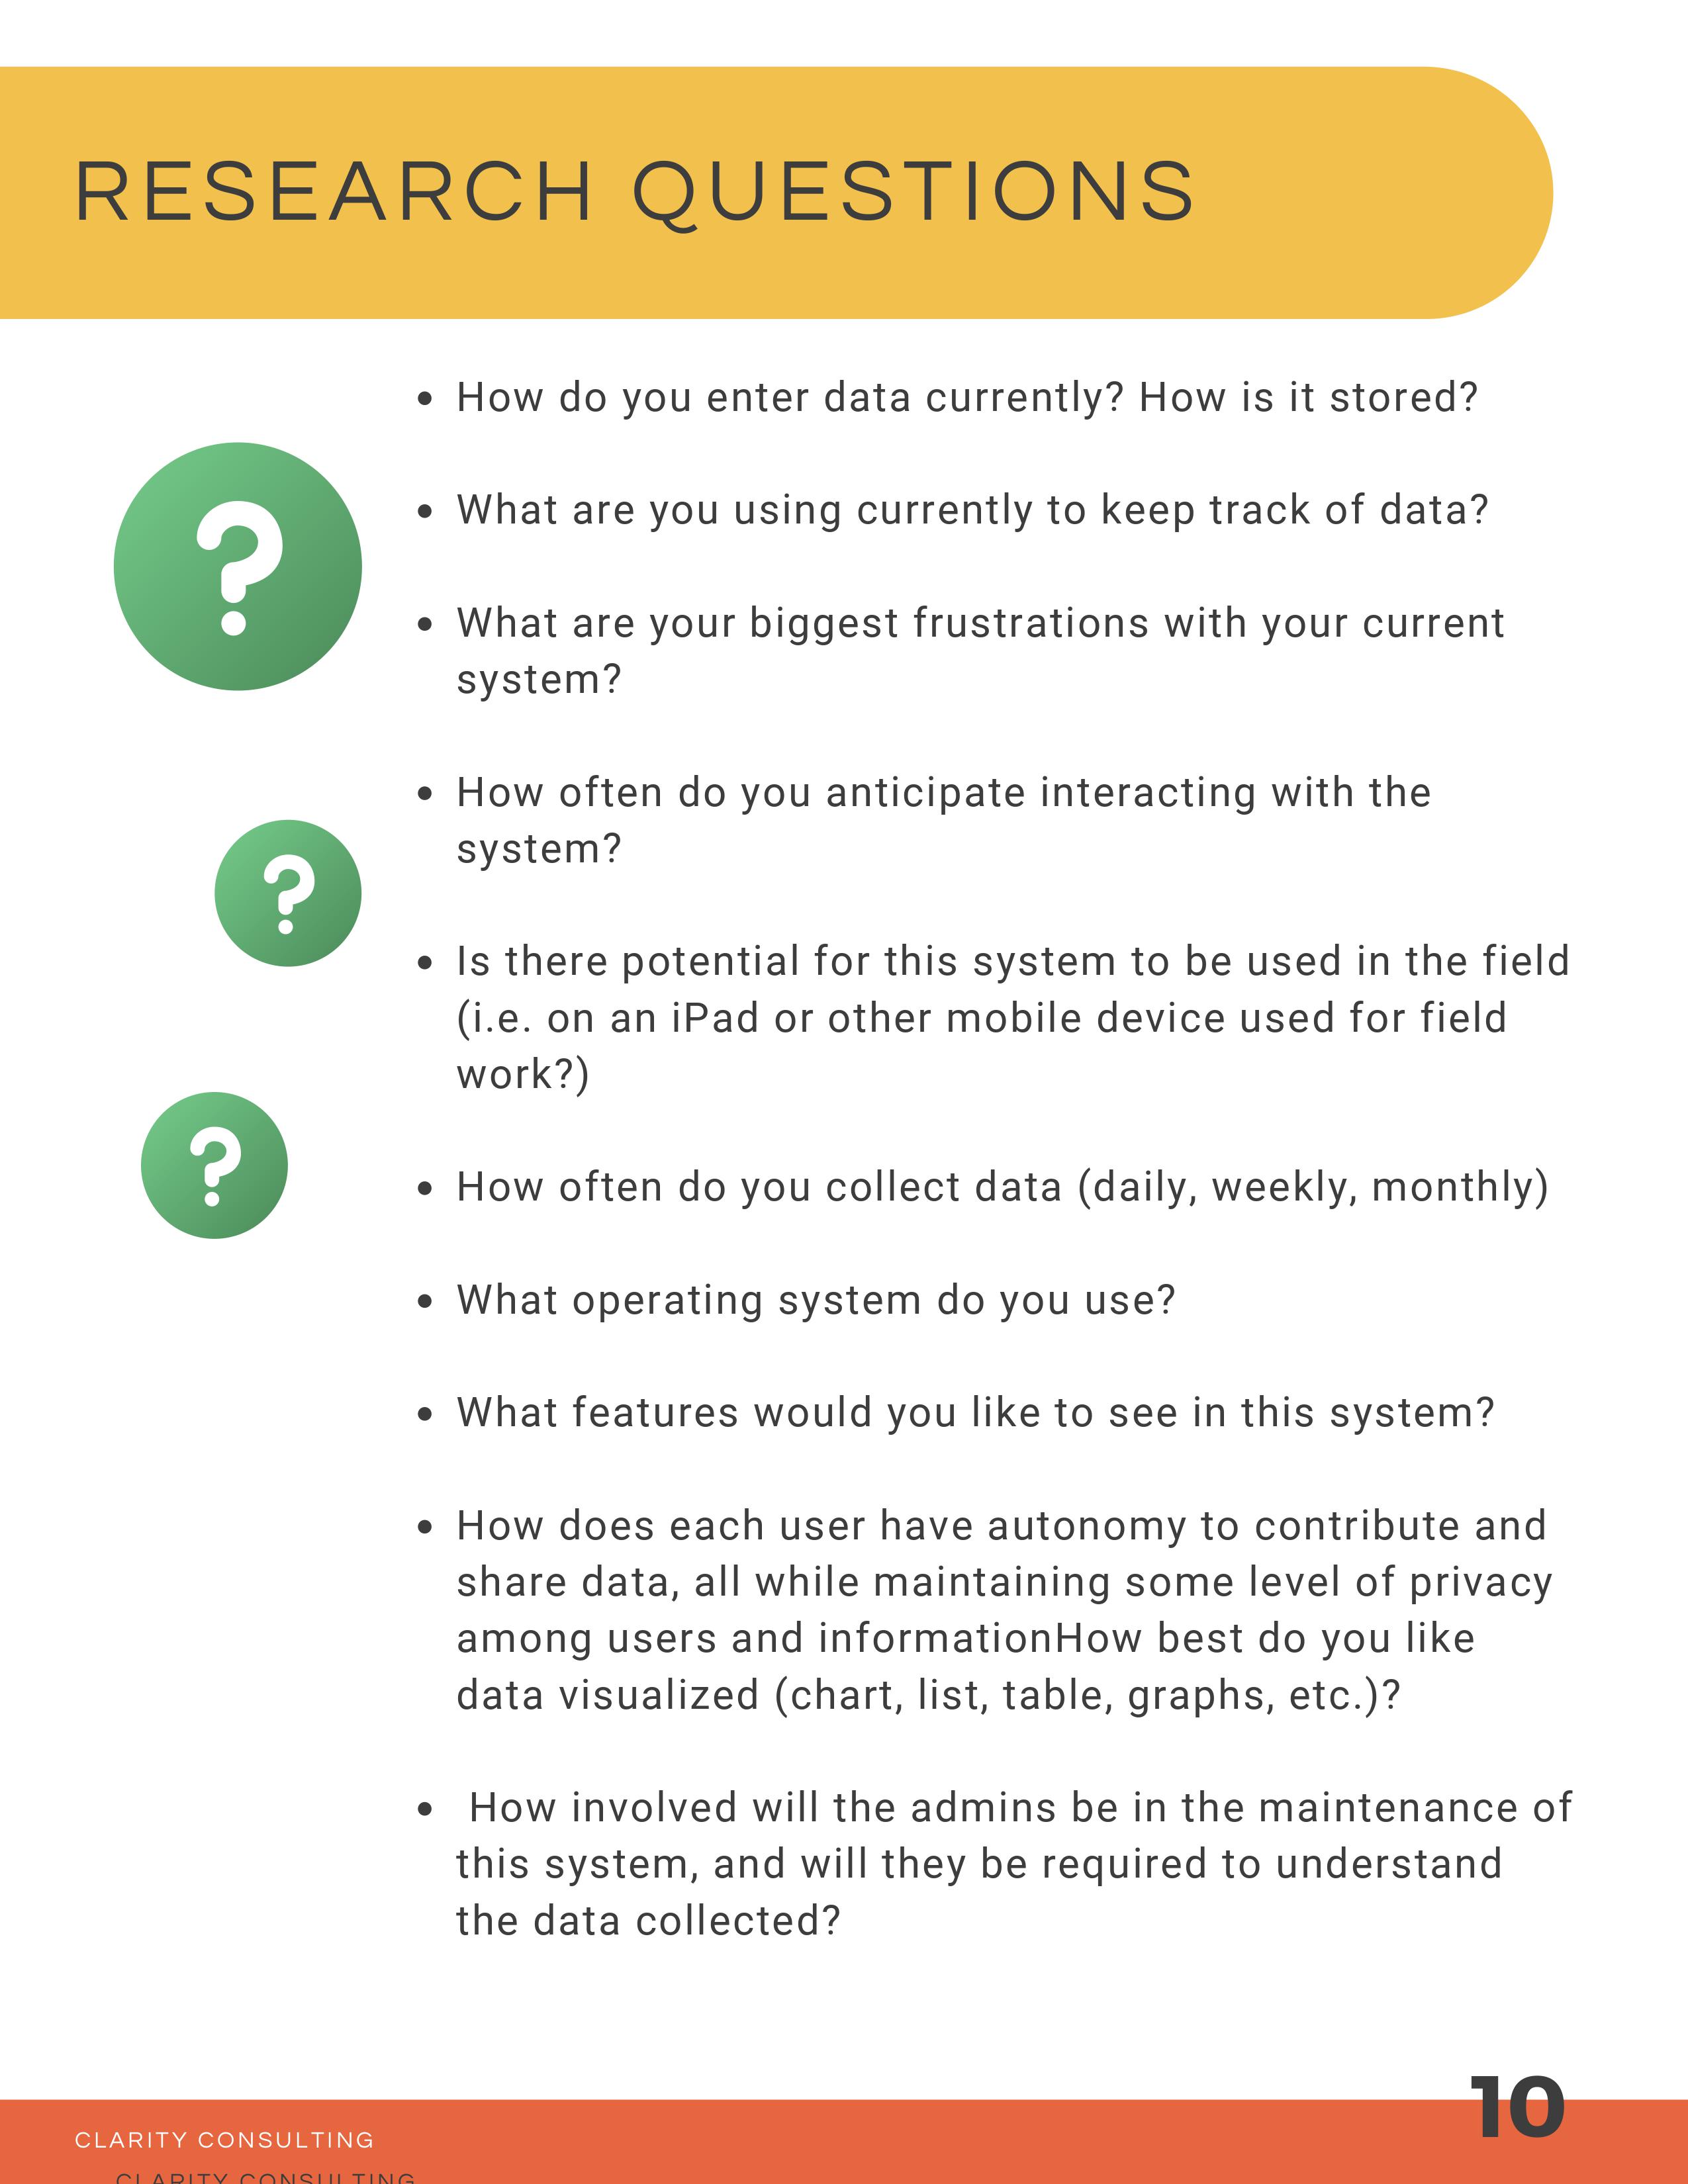 RESEARCH QUESTIONS
• How do you enter data currently? How is it stored?
• What are you using currently to keep track of data?
• What are your biggest frustrations with your current
system?
• How often do you anticipate interacting with the
system?
• Is there potential for this system to be used in the field
(i.e. on an iPad or other mobile device used for field
work?)
• How often do you collect data (daily, weekly, monthly)
• What operating system do you use?
• What features would you like to see in this system?
• How does each user have autonomy to contribute and
share data, all while maintaining some level of privacy
among users and informationHow best do you like
data visualized (chart, list, table, graphs, etc.)?
• How involved will the admins be in the maintenance of
this system, and will they be required to understand
the data collected?
?
?
?
10
CLARITY CONSULTING
CLARITY CONSULTING